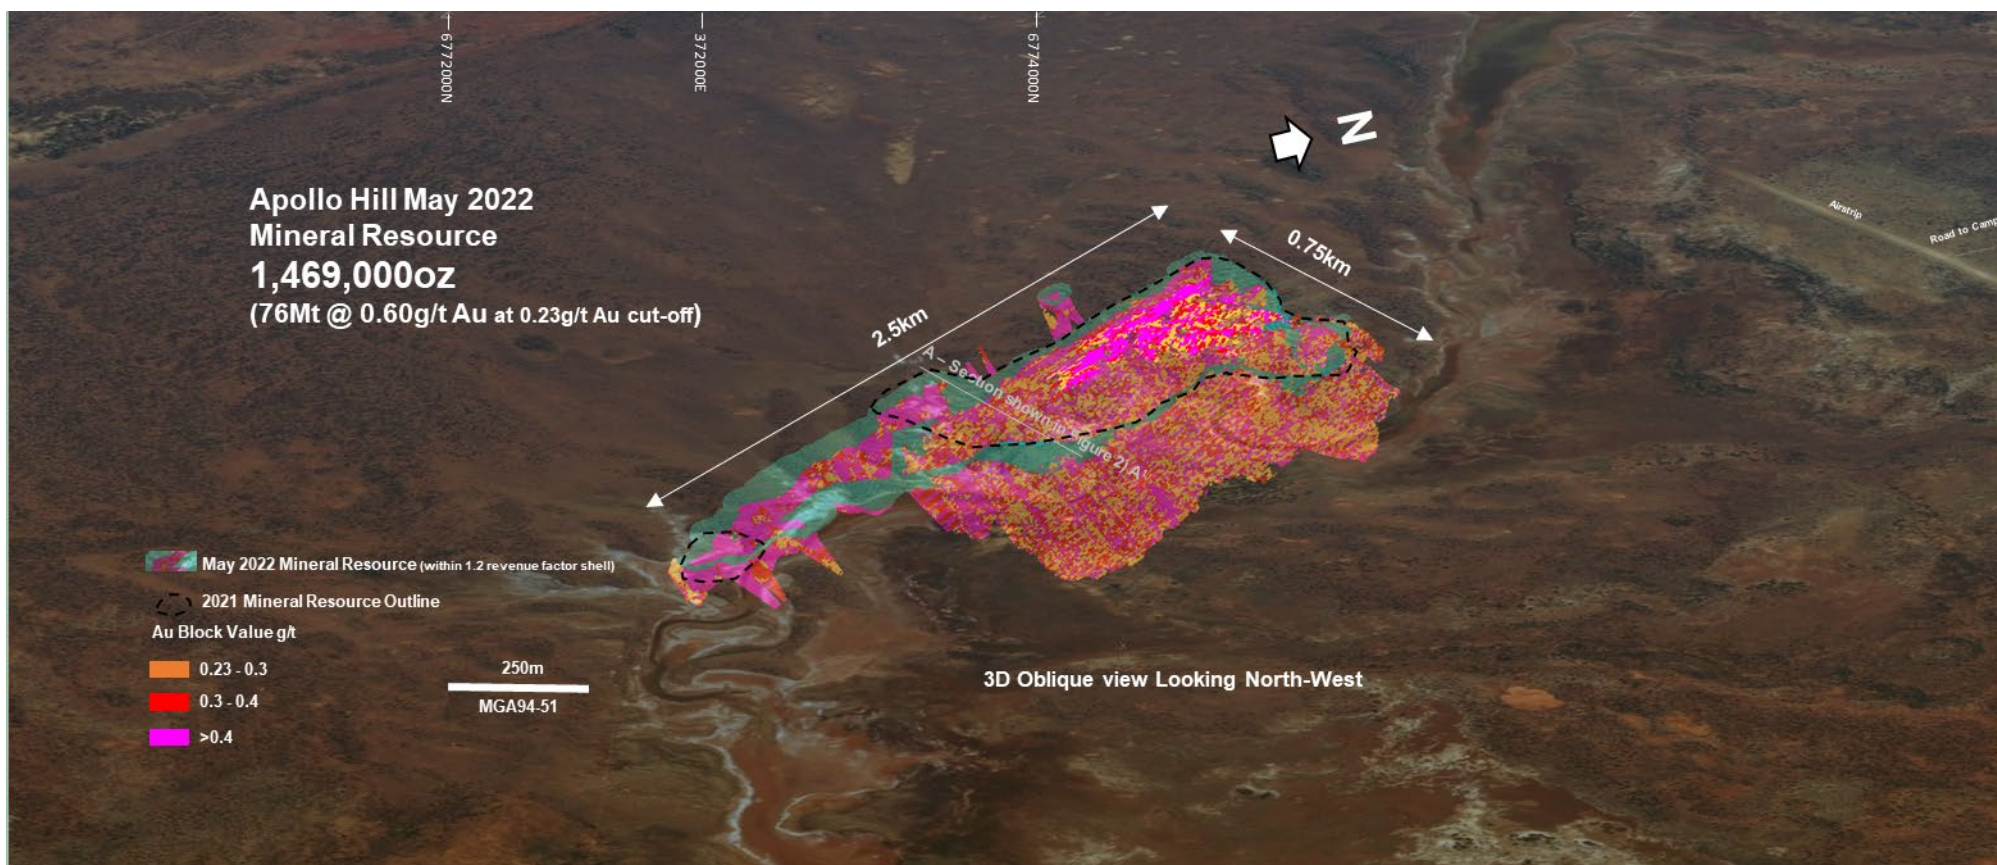 6772000N
372000E
6774000N
N
Airstrip
Road to Camp
Apollo Hill May 2022
Mineral Resource
1,469,000oz
(76Mt @ 0.60g/t Au at 0.23g/t Au cut-off)
0.75km
2.5km
A – Section shown in Figure 2) A'
May 2022 Mineral Resource (within 1.2 revenue factor shell)
2021 Mineral Resource Outline
Au Block Value g/t
0.23 - 0.3
0.3 - 0.4
>0.4
250m
MGA94-51
3D Oblique view Looking North-West